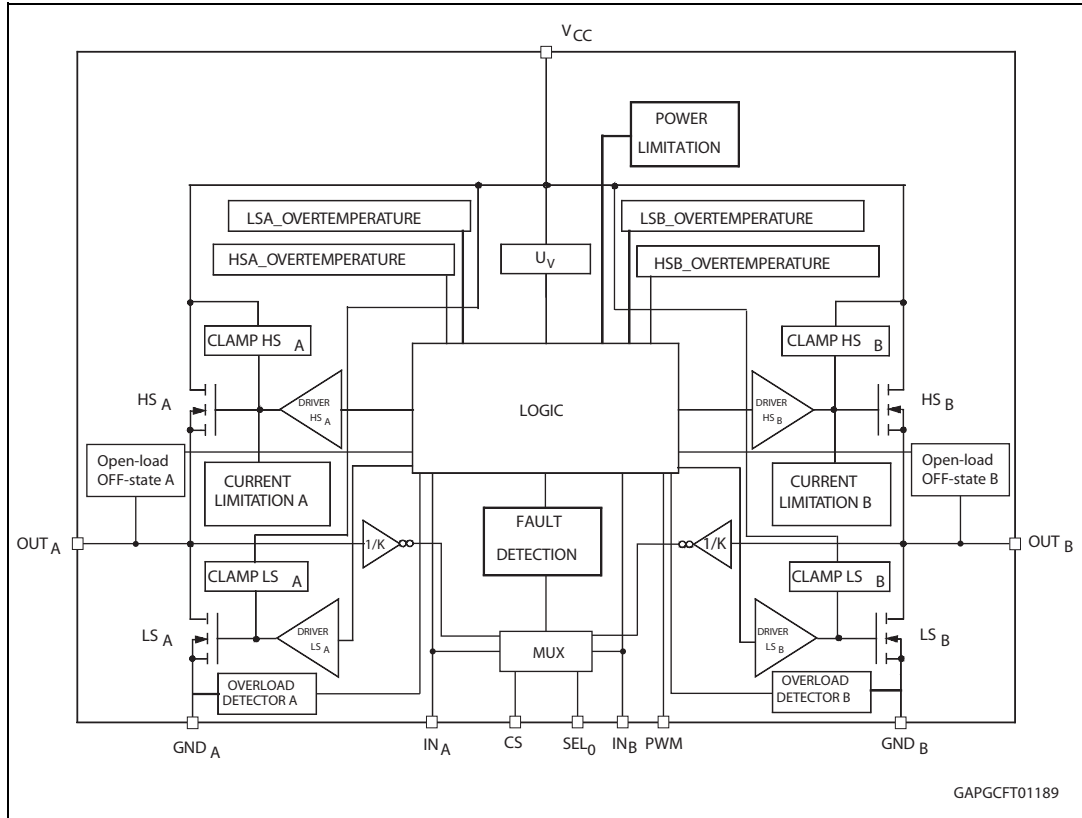 V CC
POWER
LIMITATION
LSA_OVERTEMPERATURE
LSB_OVERTEMPERATURE
HSA_OVERTEMPERATURE
U V
HSB_OVERTEMPERATURE
CLAMP HS A
CLAMP HS B
HS A
DRIVER
HS A
LOGIC
DRIVER
HS B
HS B
Open-load
OFF-state A
CURRENT
LIMITATION A
CURRENT
LIMITATION B
Open-load
OFF-state B
OUT A
1/K
FAULT
DETECTION
1/K
OUT B
CLAMP LS A
CLAMP LS B
LS A
DRIVER
LS A
MUX
DRIVER
LS B
LS B
OVERLOAD
DETECTOR A
OVERLOAD
DETECTOR B
GND A
IN A
CS
SEL 0
IN B
PWM
GND B
GAPGCFT01189